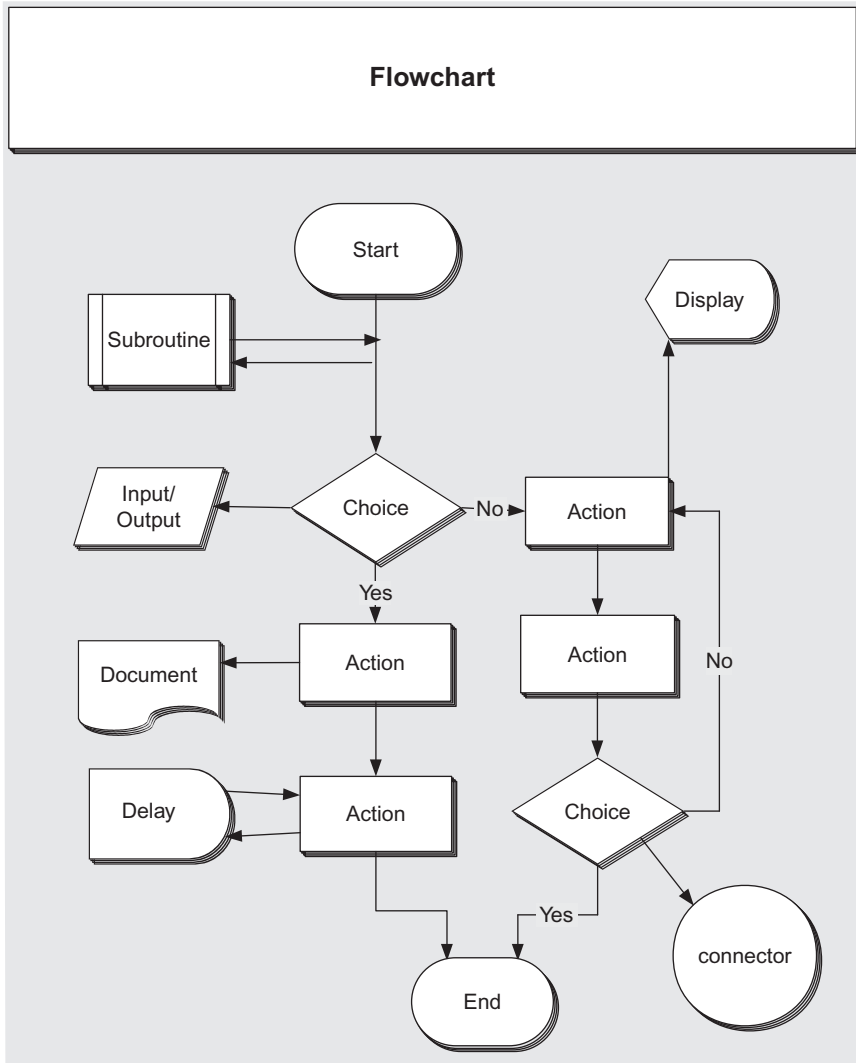 Flowchart
Start
Display
Subroutine
Input/
Output
Choice
No
Action
Yes
Action
Action
No
Document
Delay
Action
Choice
Yes
connector
End